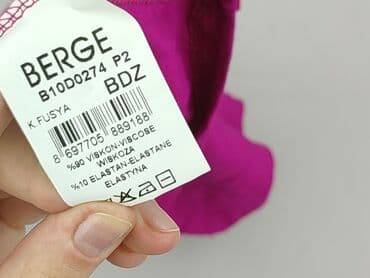 BERGE
B10D0274 P2
BDZ
K.FUSYA
8 697705 889188
%90 VISKON-VISCOSE
WISKOZA
%10 ELASTAN-ELASTANE
ELASTYNA